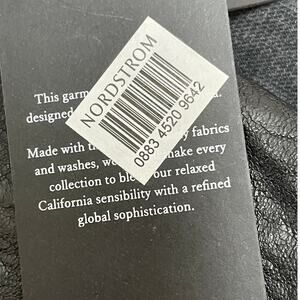 NORDSTROM
0883 4520 9642
This
designed
Made with
fabrics
and washes,
make every
collection to
our relaxed
California sensibility with a refined
global sophistication.